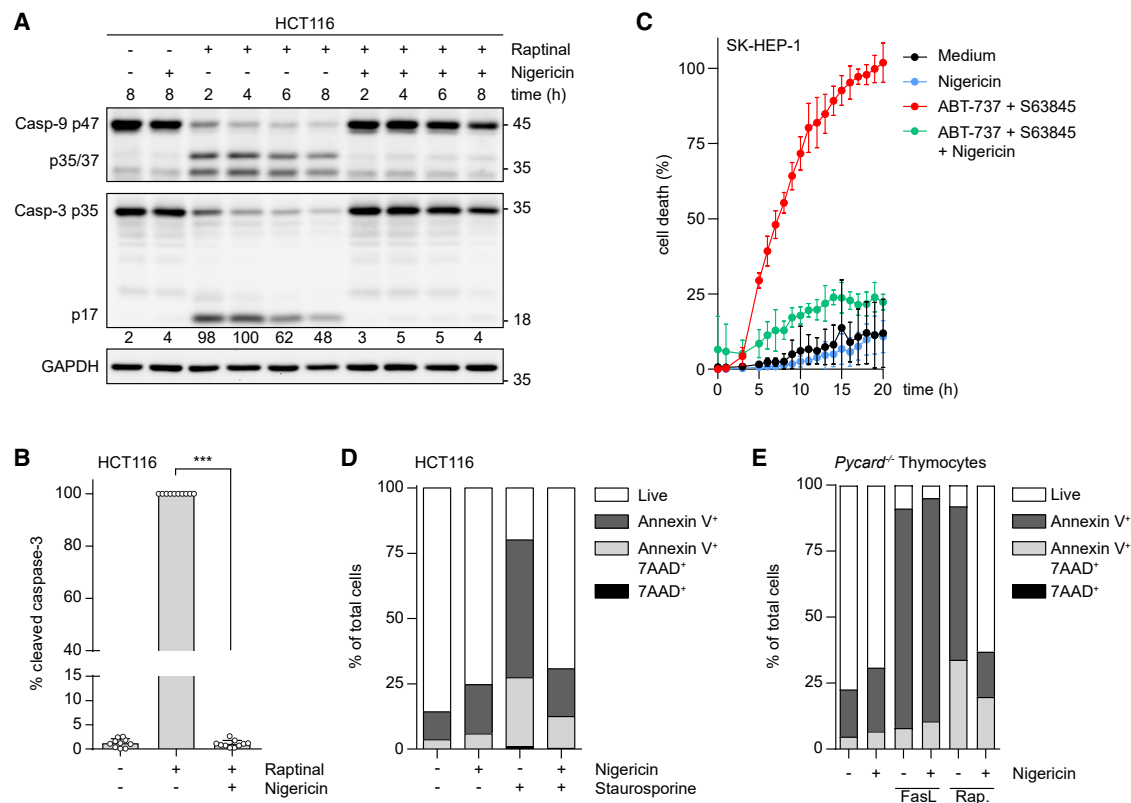 A
HCT116
- - + + + + + + + + Raptinal
- + - - - - + + + + Nigericin
8 8 2 4 6 8 2 4 6 8 time (h)
Casp-9 p47
45
p35/37
35
Casp-3 p35
35
p17
18
2 4 98 100 62 48 3 5 5 4
GAPDH
35
C
SK-HEP-1
100
75
50
25
0
cell death (%)
0 5 10 15 20 time (h)
Medium
Nigericin
ABT-737 + S63845
ABT-737 + S63845
+ Nigericin
B
HCT116
***
100
80
60
40
15
10
5
2
0
% cleaved caspase-3
- + + Raptinal
- - + Nigericin
D
HCT116
100
75
50
25
0
% of total cells
Live
Annexin V+
Annexin V+
7AAD+
7AAD+
- + - + Nigericin
- - + + Staurosporine
E
Pycard-/- Thymocytes
100
75
50
25
0
% of total cells
Live
Annexin V+
Annexin V+
7AAD+
7AAD+
- + - + - + Nigericin
FasL Rap.